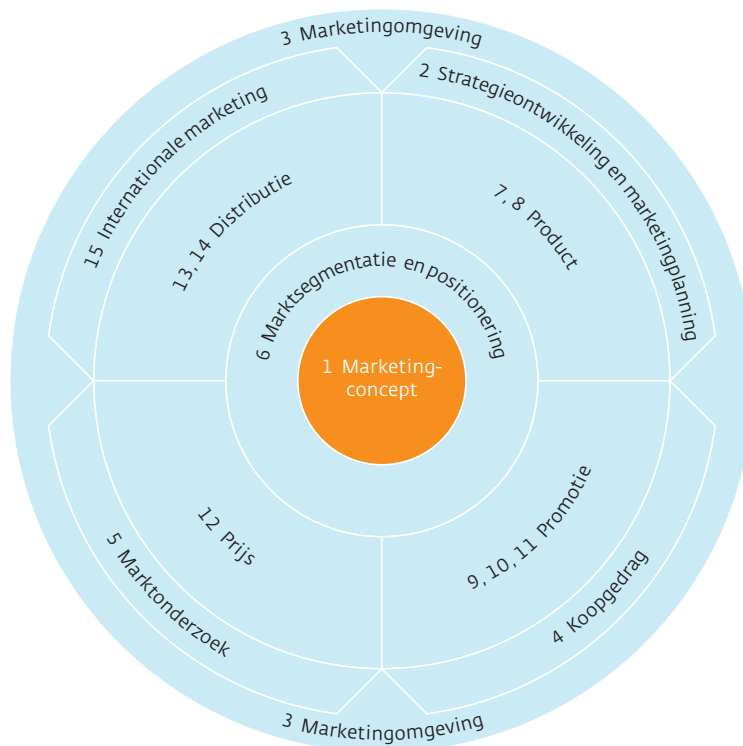 3 Marketingomgeving
2 Strategieontwikkeling en marketingplanning
15 Internationale marketing
13, 14 Distributie
7, 8 Product
6 Marktsegmentatie en positionering
1 Marketing-
concept
12 Prijs
9, 10, 11 Promotie
5 Marktonderzoek
4 Koopgedrag
3 Marketingomgeving